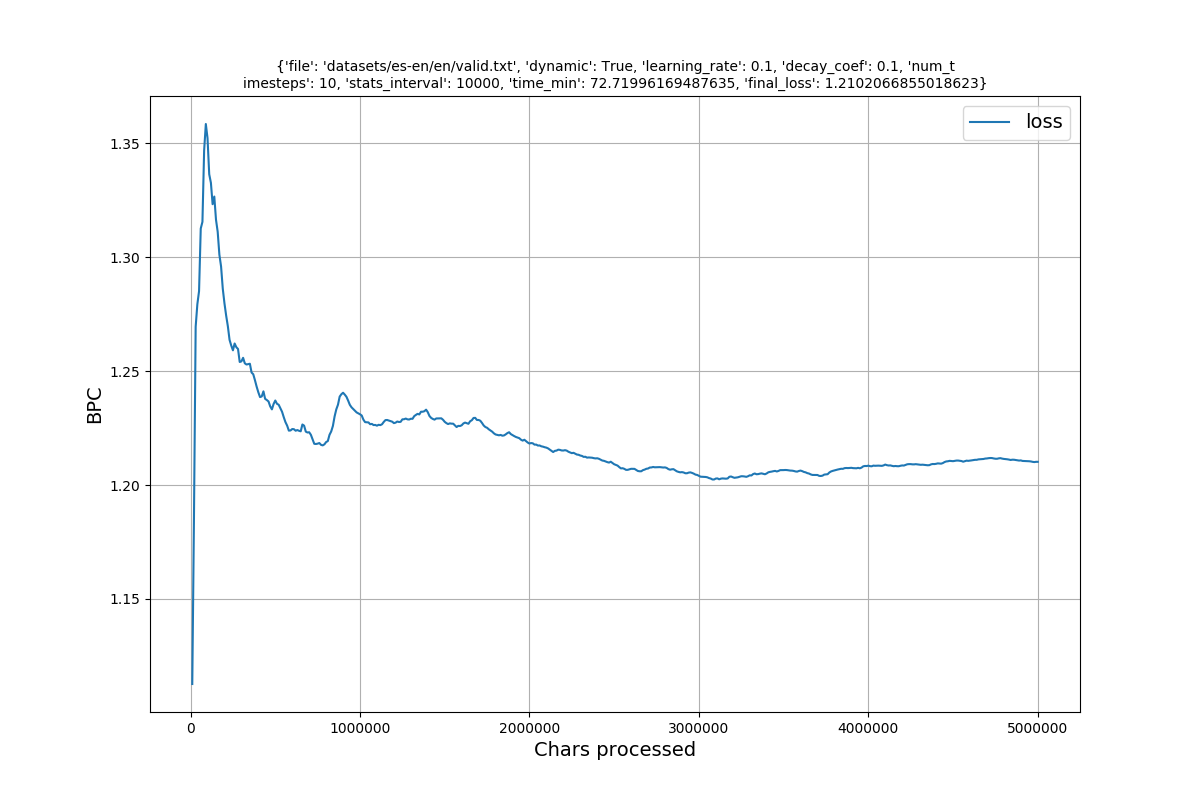 {'file': 'datasets/es-en/en/valid.txt', 'dynamic': True, 'learning_rate': 0.1, 'decay_coef': 0.1, 'num_t
imesteps': 10, 'stats_interval': 10000, 'time_min': 72.71996169487635, 'final_loss': 1.2102066855018623}
loss
1.35
1.30
1.25
1.20
1.15
BPC
0 1000000 2000000 3000000 4000000 5000000
Chars processed